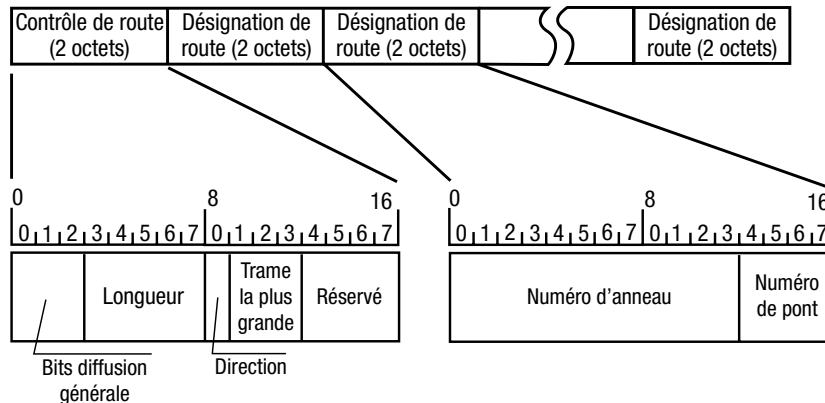 Contrôle de route (2 octets)
Désignation de route (2 octets)
Désignation de route (2 octets)
Désignation de route (2 octets)
0 8 16
0 1 2 3 4 5 6 7 0 1 2 3 4 5 6 7
Longueur
Trame la plus grande
Réservé
Bits diffusion générale
Direction
0 8 16
0 1 2 3 4 5 6 7 0 1 2 3 4 5 6 7
Numéro d'anneau
Numéro de pont